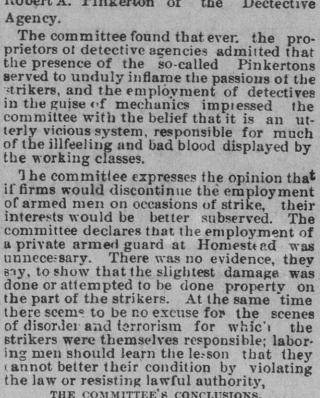 Robert A. Pinkerton of the Dectective
Agency.
The committee found that ever. the pro-
prietors of detective agencies admitted that
the presence of the so-called Pinkertons
served to unduly inflame the passions of the
strikers, and the employment of detectives
in the guise of mechanics impressed the
committee with the belief that it is an ut-
terly vicious system, responsible for much
of the illfeeling and bad blood displayed by
the working classes.
The committee expresses the opinion that
if firms would discontinue the employment
of armed men on occasions of strike, their
interests would be better subserved. The
committee declares that the employment of
a private armed guard at Homestead was
unnecesary. There was no evidence, they
say, to show that the slightest damage was
done or attempted to be done property on
the part of the strikers. At the same time
there seems to be no excuse for the scenes
of disorder and terrorism for which the
strikers were themselves responsible; labor-
ing men should learn the lesson that they
cannot better their condition by violating
the law or resisting lawful authority,
THE COMMITTEE'S CONCLUSIONS.